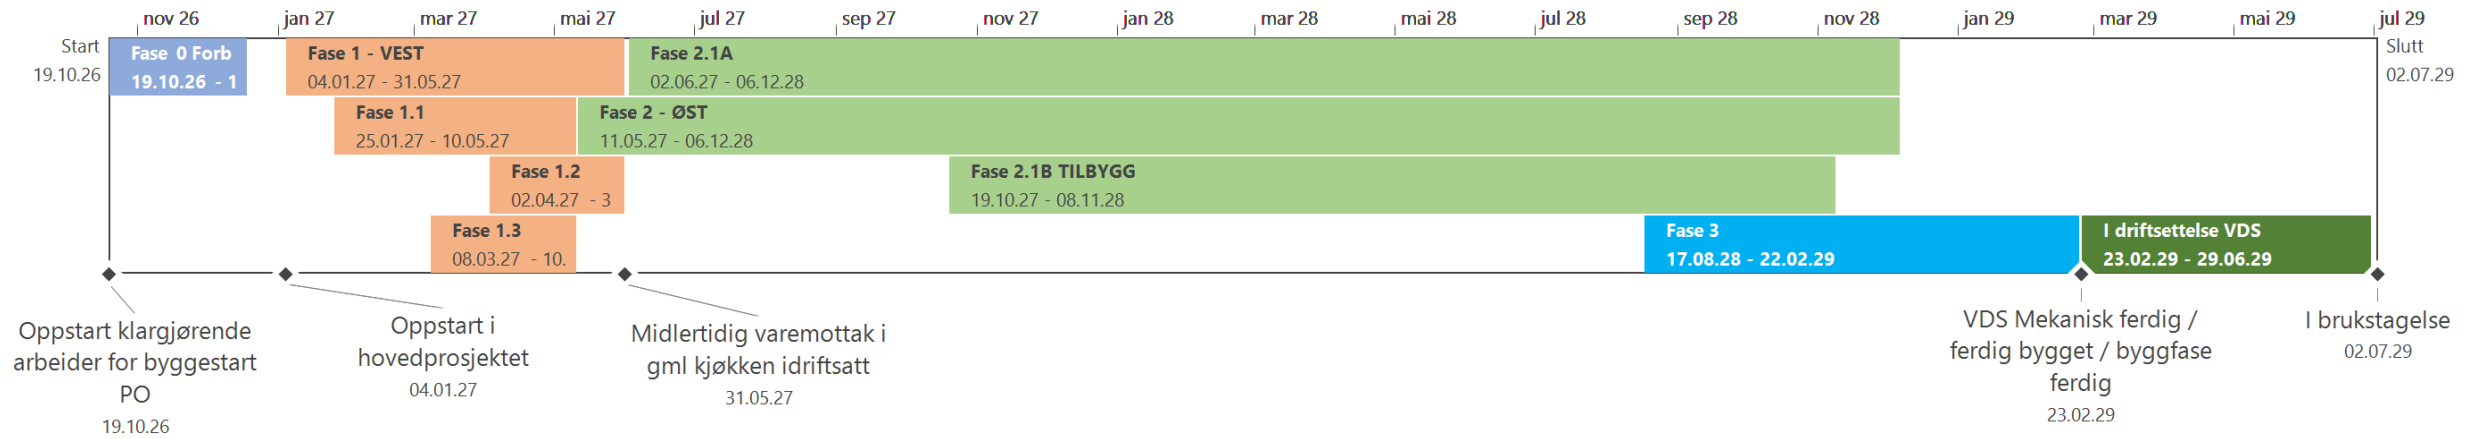 nov 26 jan 27 mar 27 mai 27 jul 27 sep 27 nov 27 jan 28 mar 28 mai 28 jul 28 sep 28 nov 28 jan 29 mar 29 mai 29 jul 29
Start
19.10.26
Slutt
02.07.29
Fase 0 Forb
19.10.26 - 1
Fase 1 - VEST
04.01.27 - 31.05.27
Fase 2.1A
02.06.27 - 06.12.28
Fase 1.1
25.01.27 - 10.05.27
Fase 2 - ØST
11.05.27 - 06.12.28
Fase 1.2
02.04.27 - 3
Fase 2.1B TILBYGG
19.10.27 - 08.11.28
Fase 1.3
08.03.27 - 10.
Fase 3
17.08.28 - 22.02.29
I driftsettelse VDS
23.02.29 - 29.06.29
Oppstart klargjørende
arbeider for byggestart
PO
19.10.26
Oppstart i
hovedprosjektet
04.01.27
Midlertidig varemottak i
gml kjøkken idriftsatt
31.05.27
VDS Mekanisk ferdig /
ferdig bygget / byggfase
ferdig
23.02.29
I brukstagelse
02.07.29